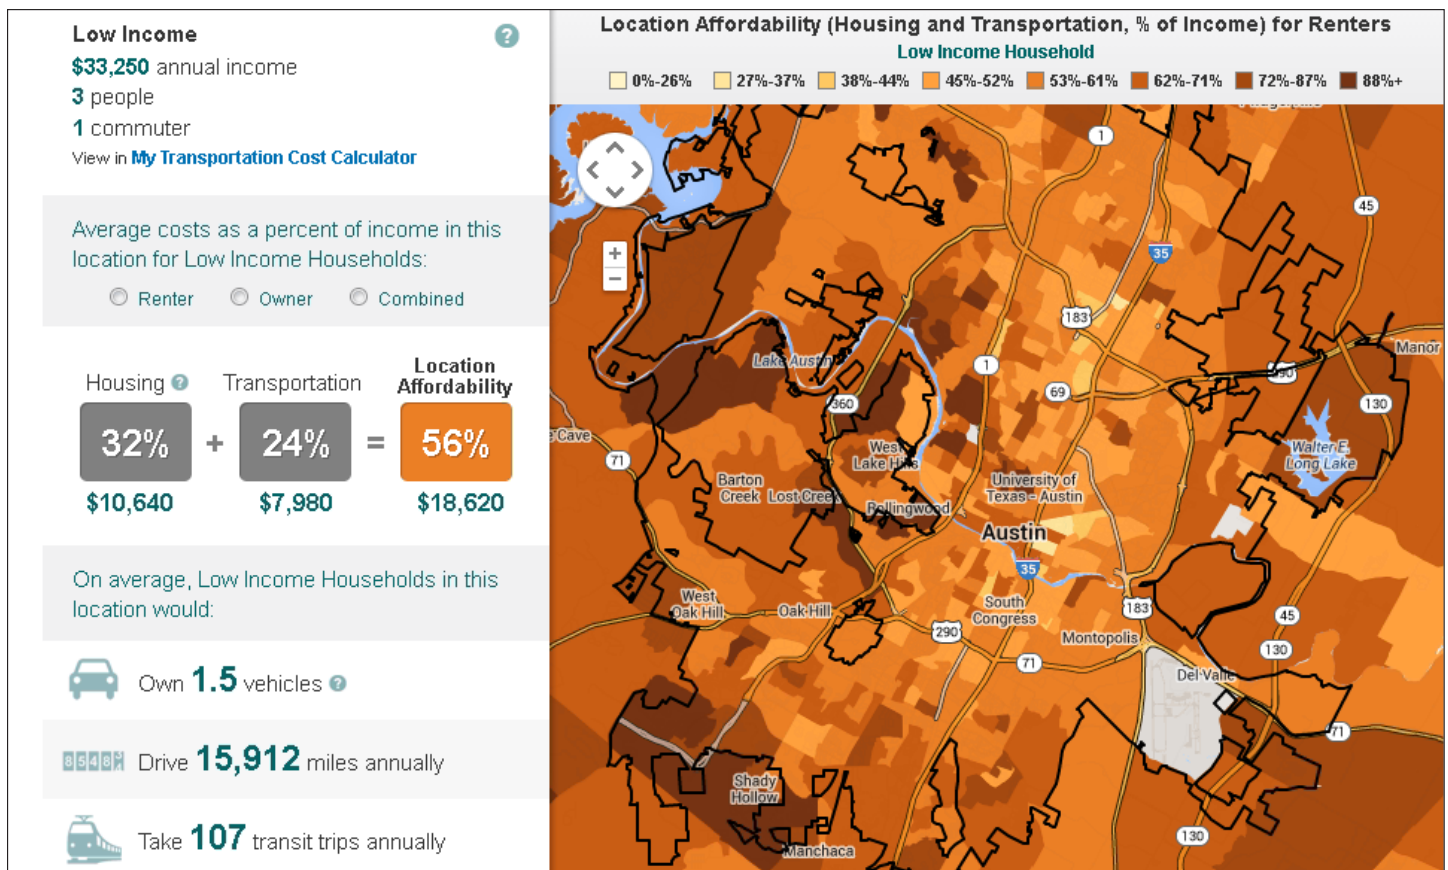 Low Income
?
$33,250 annual income
3 people
1 commuter
View in My Transportation Cost Calculator
Average costs as a percent of income in this
location for Low Income Households:
Renter Owner Combined
Housing ? Transportation Location
Affordability
32% + 24% = 56%
$10,640 $7,980 $18,620
On average, Low Income Households in this
location would:
Own 1.5 vehicles ?
Drive 15,912 miles annually
Take 107 transit trips annually
Location Affordability (Housing and Transportation, % of Income) for Renters
Low Income Household
0%-26% 27%-37% 38%-44% 45%-52% 53%-61% 62%-71% 72%-87% 88%+
1
45
35
+
−
183
Manor
Lake Austin
1
69
360
130
e Cave
71
West
Lake Hills
Walter E.
Long Lake
Barton
Creek
Lost Creek
University of
Texas - Austin
Rollingwood
Austin
35
West
Oak Hill
Oak Hill
South
Congress
183
45
290
Montopolis
130
71
Del Valle
71
Shady
Hollow
130
Manchaca